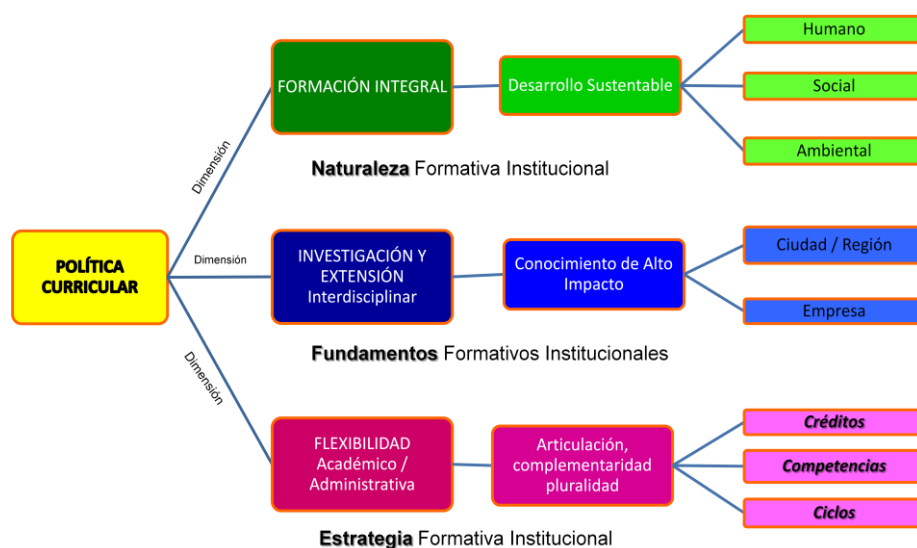 POLÍTICA
CURRICULAR
Dimensión
FORMACIÓN INTEGRAL
Desarrollo Sustentable
Humano
Social
Ambiental
Naturaleza Formativa Institucional
Dimensión
INVESTIGACIÓN Y
EXTENSIÓN
Interdisciplinar
Conocimiento de Alto
Impacto
Ciudad / Región
Empresa
Fundamentos Formativos Institucionales
Dimensión
FLEXIBILIDAD
Académico /
Administrativa
Articulación,
complementaridad
pluralidad
Créditos
Competencias
Ciclos
Estrategia Formativa Institucional